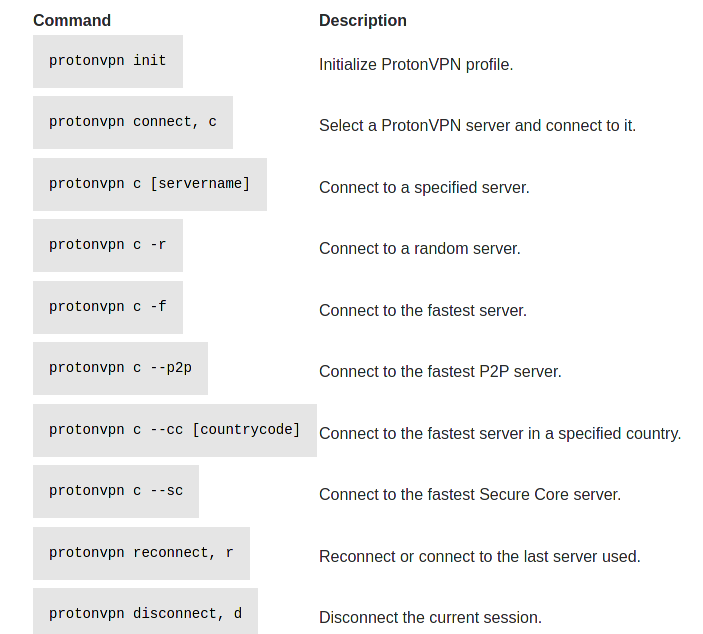 Command Description
protonvpn init Initialize ProtonVPN profile.
protonvpn connect, c Select a ProtonVPN server and connect to it.
protonvpn c [servername] Connect to a specified server.
protonvpn c -r Connect to a random server.
protonvpn c -f Connect to the fastest server.
protonvpn c --p2p Connect to the fastest P2P server.
protonvpn c --cc [countrycode] Connect to the fastest server in a specified country.
protonvpn c --sc Connect to the fastest Secure Core server.
protonvpn reconnect, r Reconnect or connect to the last server used.
protonvpn disconnect, d Disconnect the current session.